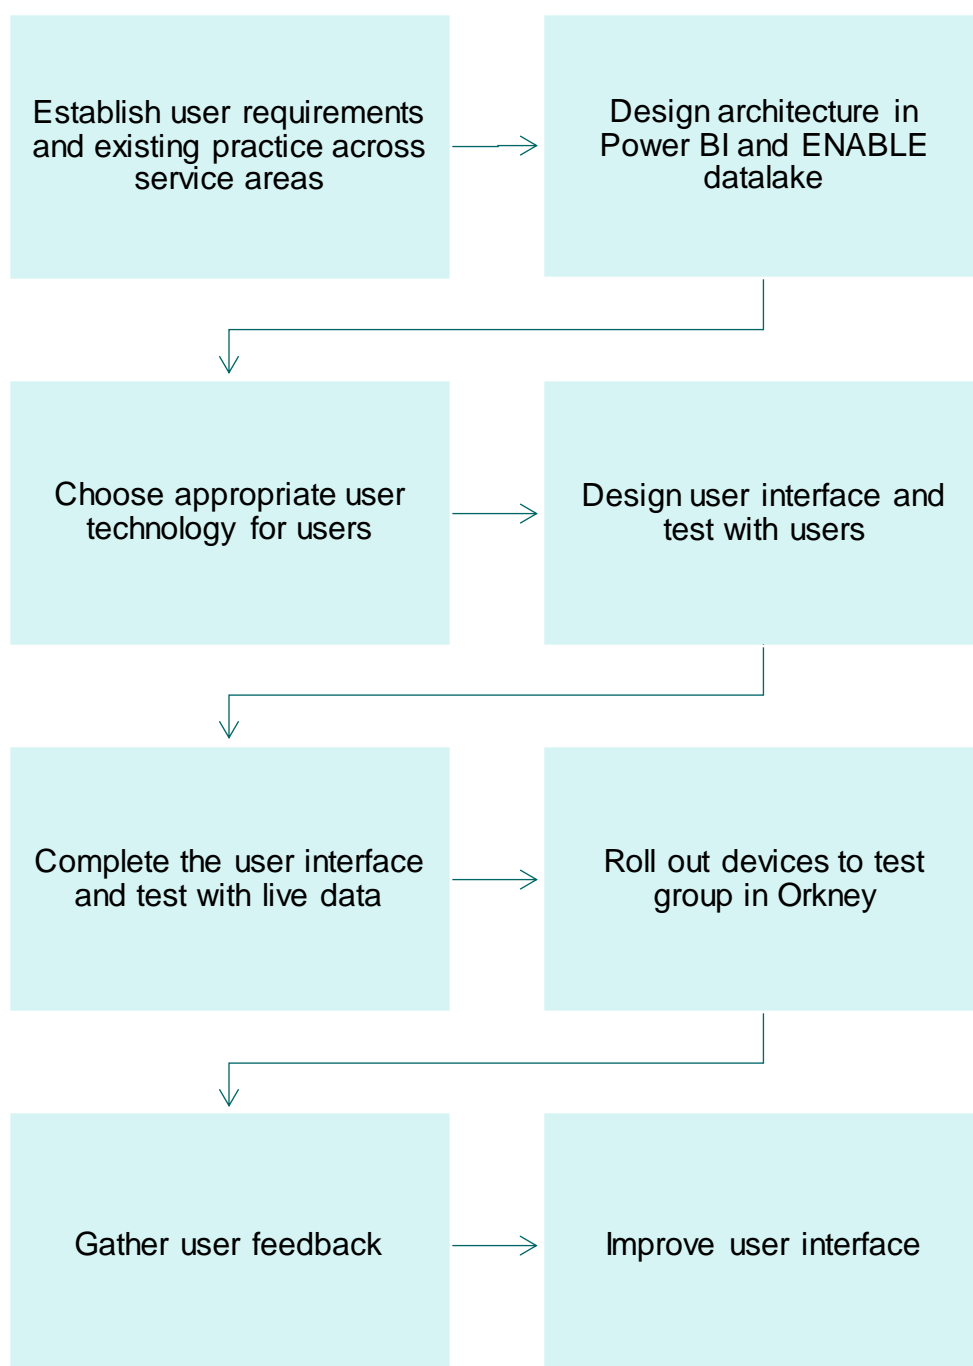 Establish user requirements
and existing practice across
service areas
Design architecture in
Power BI and ENABLE
datalake
Choose appropriate user
technology for users
Design user interface and
test with users
Complete the user interface
and test with live data
Roll out devices to test
group in Orkney
Gather user feedback
Improve user interface